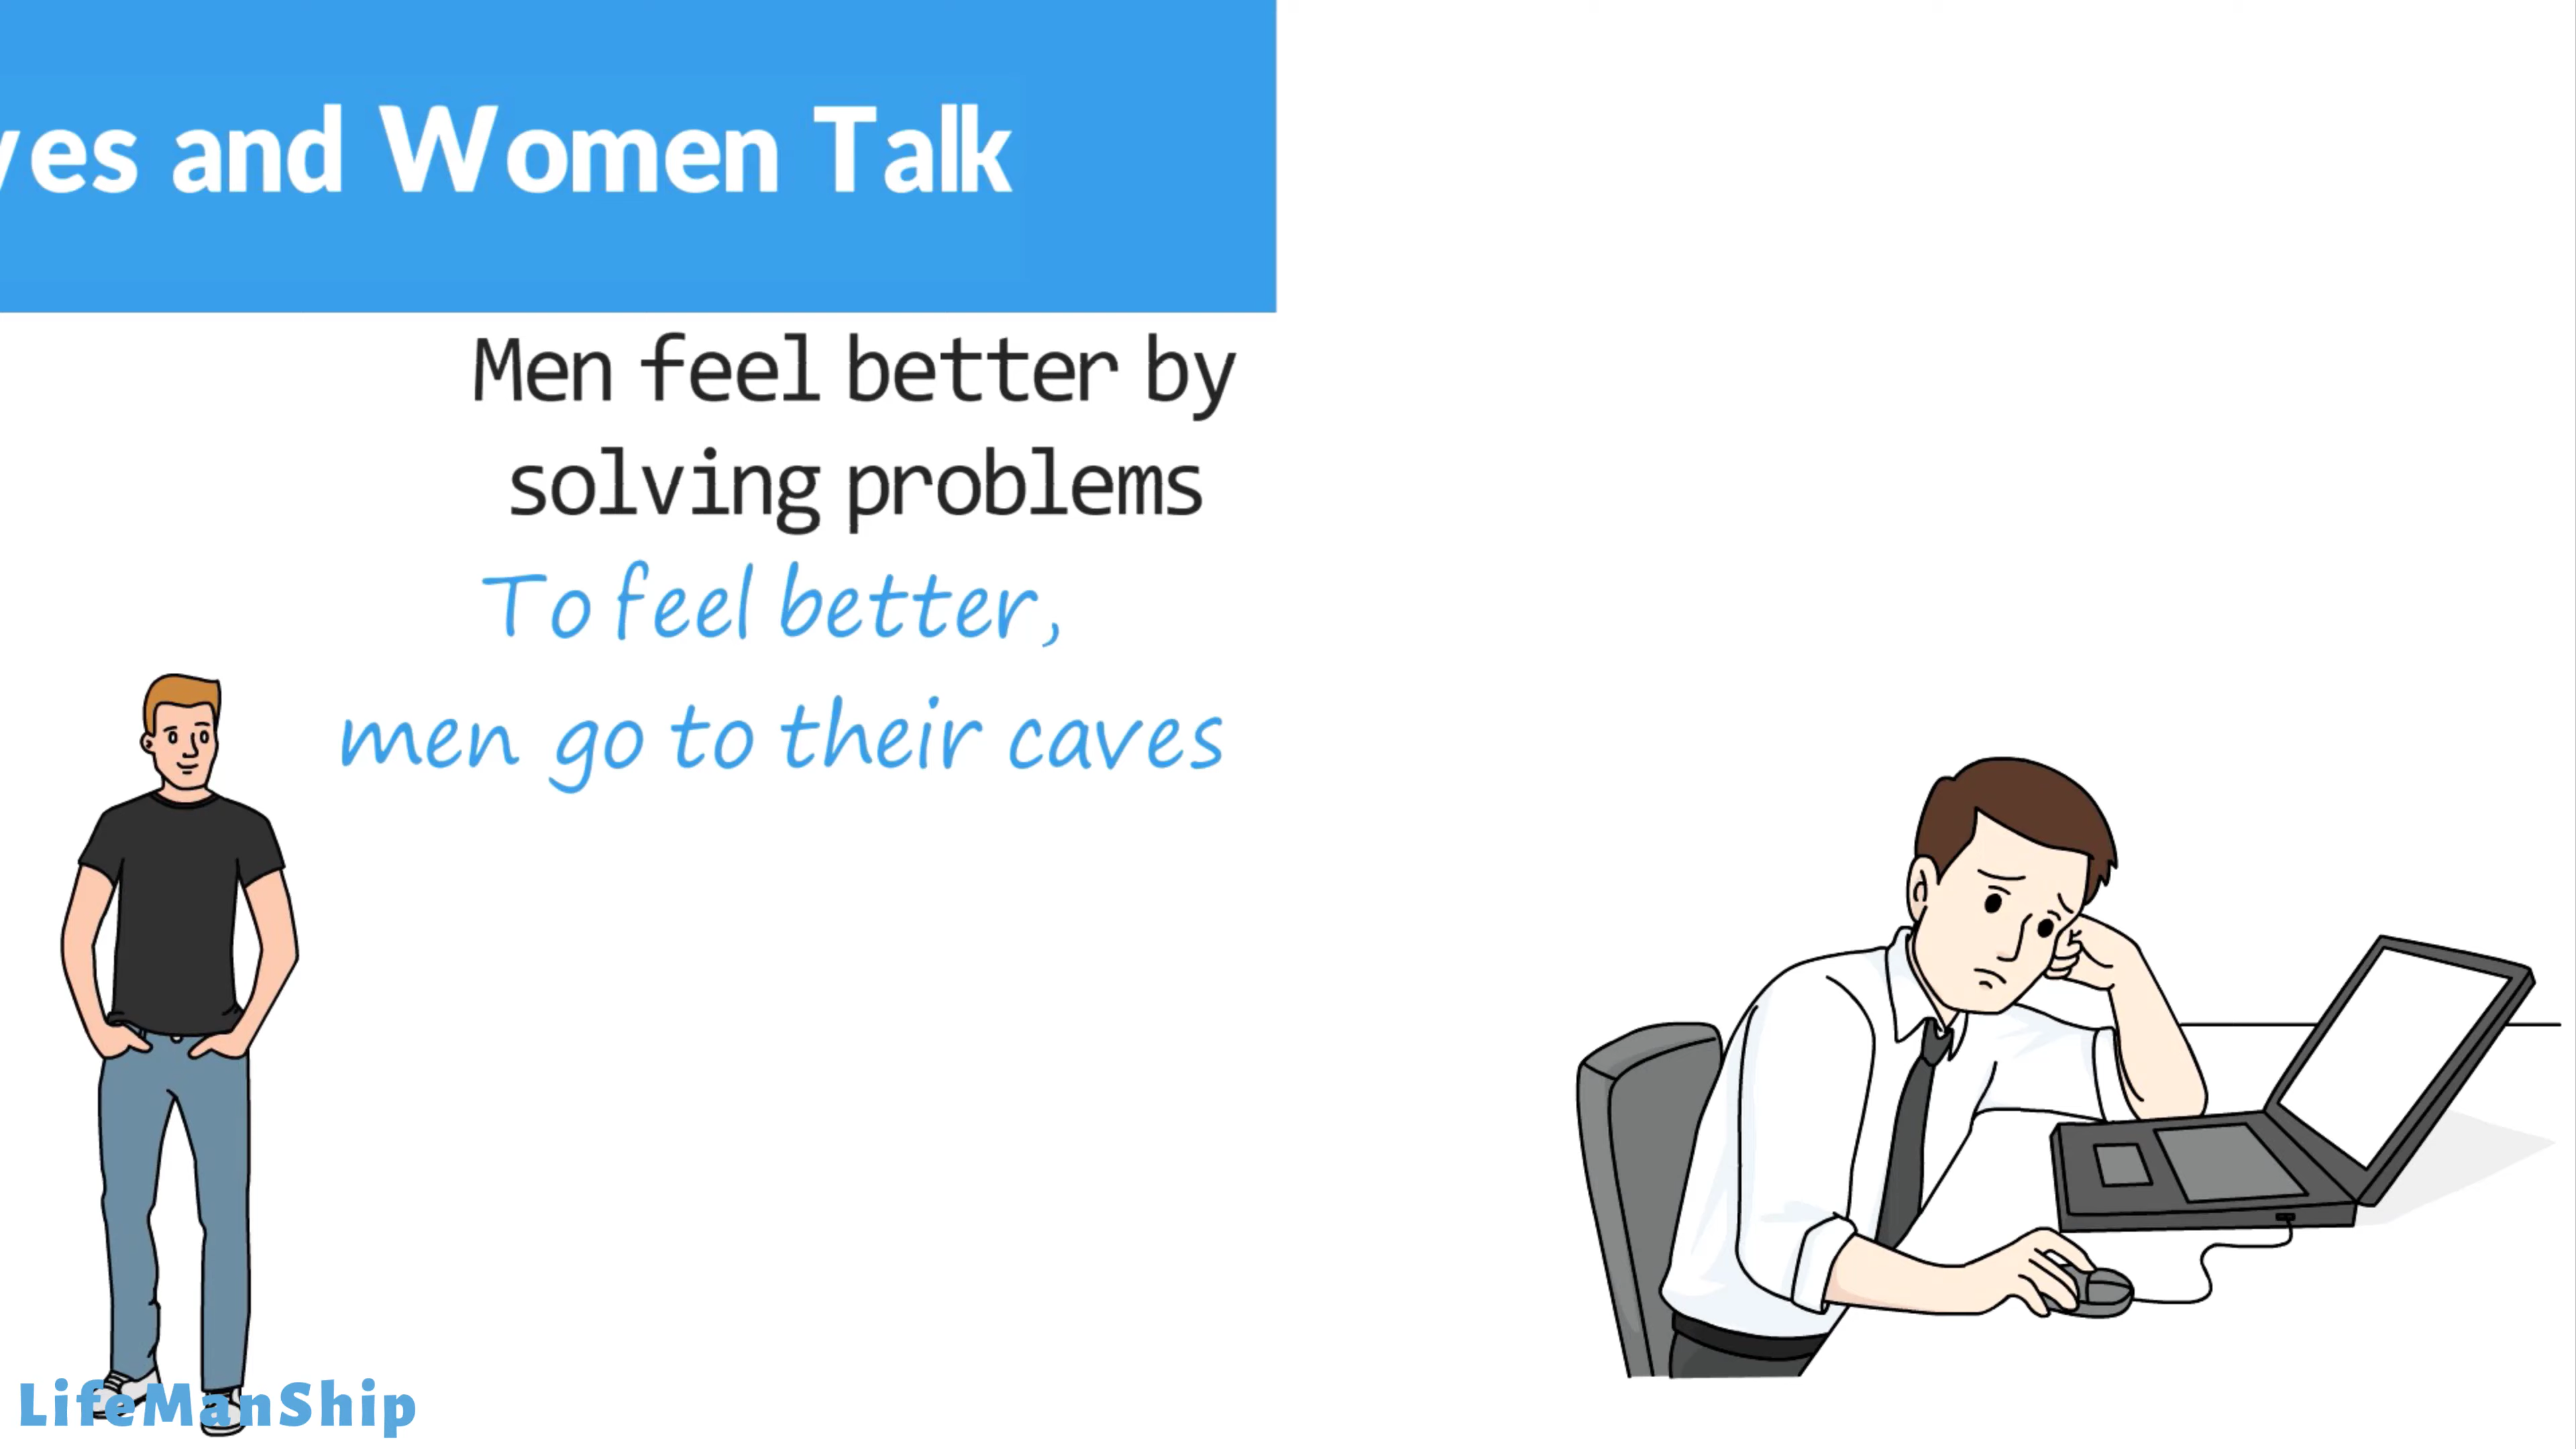 ves and Women Talk
Men feel better by
solving problems
To feel better,
men go to their caves
LifeManShip